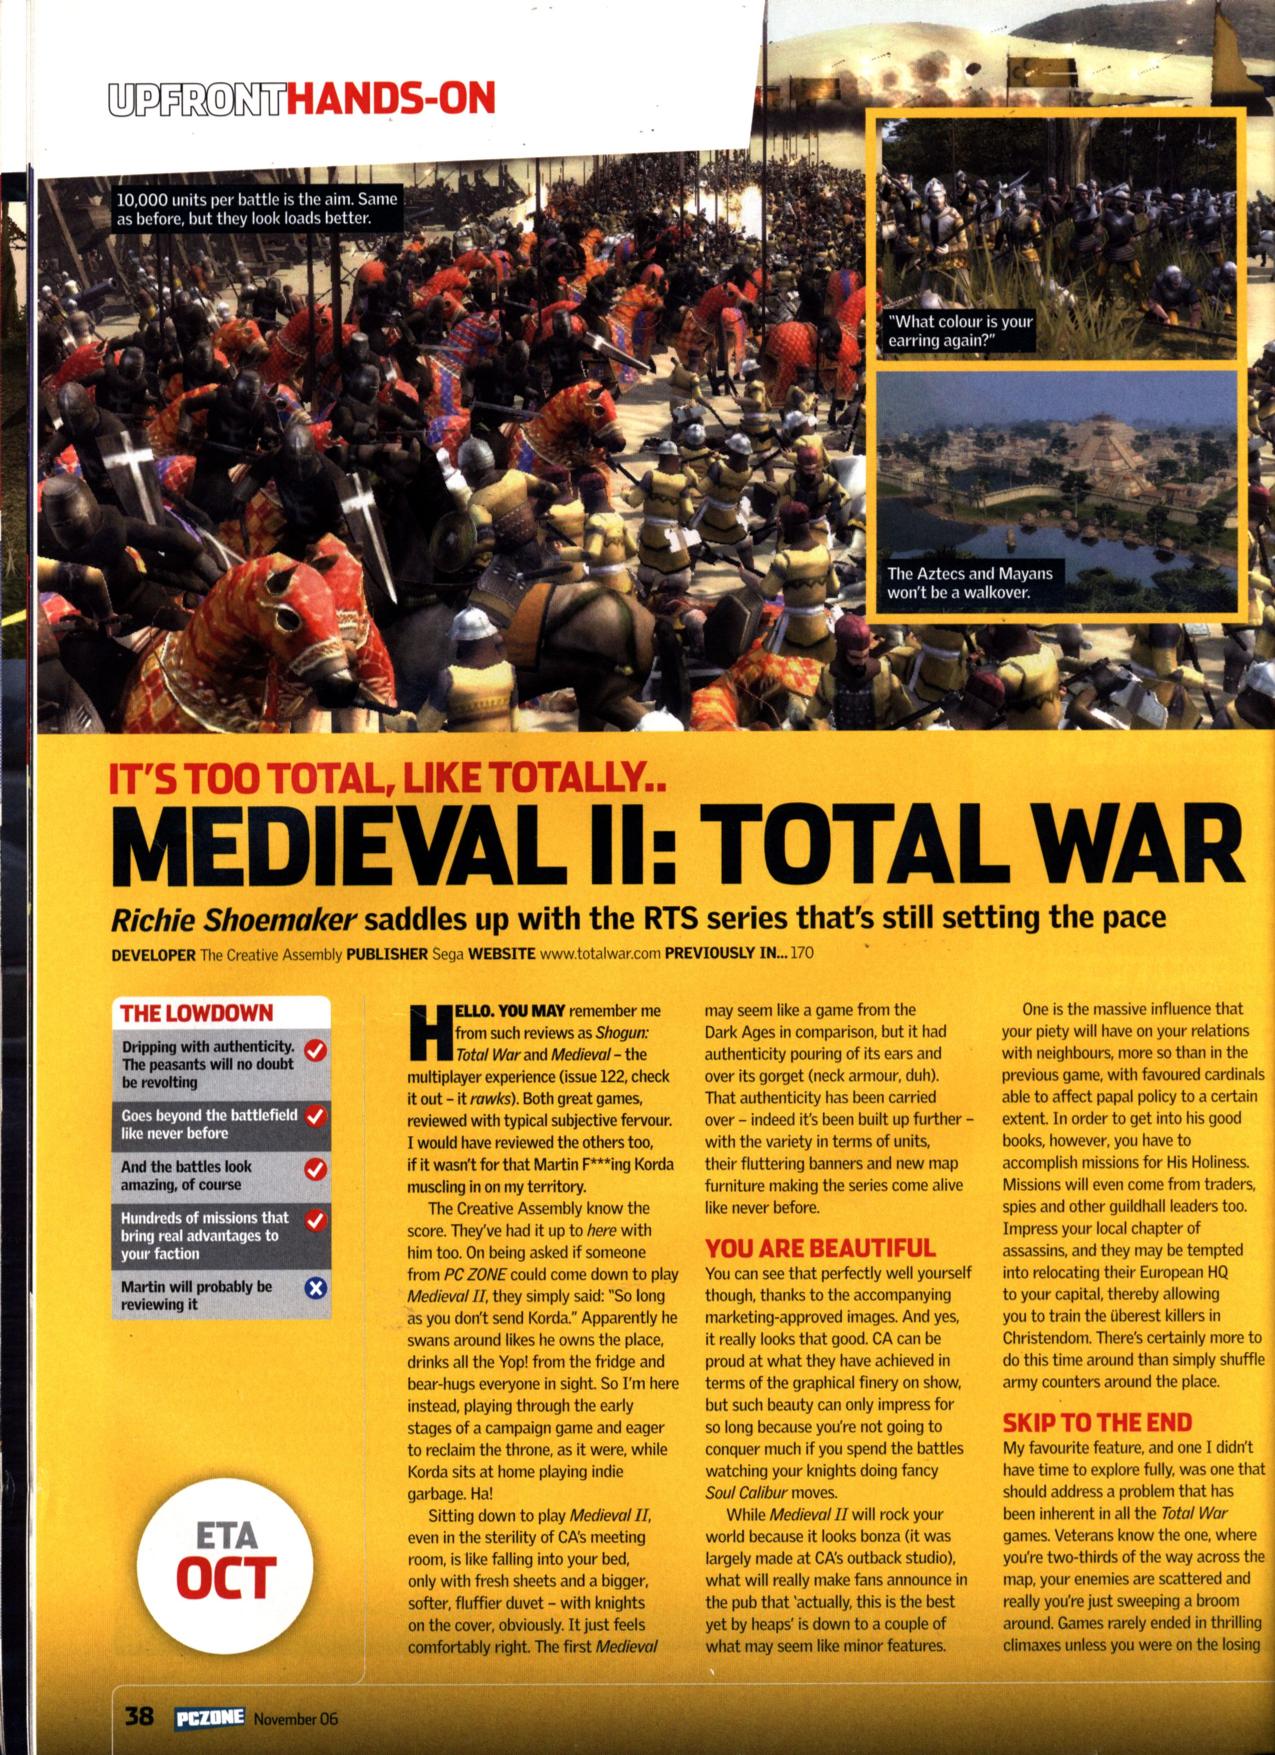 UPFRONTHANDS-ON
10,000 units per battle is the aim. Same
as before, but they look loads better.
"What colour is your
earring again?"
The Aztecs and Mayans
won't be a walkover.
IT'S TOO TOTAL, LIKE TOTALLY..
MEDIEVAL II: TOTAL WAR
Richie Shoemaker saddles up with the RTS series that's still setting the pace
DEVELOPER The Creative Assembly PUBLISHER Sega WEBSITE www.totalwar.com PREVIOUSLY IN... 170
THE LOWDOWN
Dripping with authenticity.
The peasants will no doubt
be revolting
Goes beyond the battlefield
like never before
And the battles look
amazing, of course
Hundreds of missions that
bring real advantages to
your faction
Martin will probably be
reviewing it
ETA
OCT
HELLO. YOU MAY remember me
from such reviews as Shogun:
Total War and Medieval – the
multiplayer experience (issue 122, check
it out – it rawks). Both great games,
reviewed with typical subjective fervour.
I would have reviewed the others too,
if it wasn't for that Martin F***ing Korda
muscling in on my territory.
The Creative Assembly know the
score. They've had it up to here with
him too. On being asked if someone
from PC ZONE could come down to play
Medieval II, they simply said: "So long
as you don't send Korda." Apparently he
swans around likes he owns the place,
drinks all the Yop! from the fridge and
bear-hugs everyone in sight. So I'm here
instead, playing through the early
stages of a campaign game and eager
to reclaim the throne, as it were, while
Korda sits at home playing indie
garbage. Ha!
Sitting down to play Medieval II,
even in the sterility of CA's meeting
room, is like falling into your bed,
only with fresh sheets and a bigger,
softer, fluffier duvet – with knights
on the cover, obviously. It just feels
comfortably right. The first Medieval
may seem like a game from the
Dark Ages in comparison, but it had
authenticity pouring of its ears and
over its gorget (neck armour, duh).
That authenticity has been carried
over – indeed it's been built up further –
with the variety in terms of units,
their fluttering banners and new map
furniture making the series come alive
like never before.
YOU ARE BEAUTIFUL
You can see that perfectly well yourself
though, thanks to the accompanying
marketing-approved images. And yes,
it really looks that good. CA can be
proud at what they have achieved in
terms of the graphical finery on show,
but such beauty can only impress for
so long because you're not going to
conquer much if you spend the battles
watching your knights doing fancy
Soul Calibur moves.
While Medieval II will rock your
world because it looks bonza (it was
largely made at CA's outback studio),
what will really make fans announce in
the pub that 'actually, this is the best
yet by heaps' is down to a couple of
what may seem like minor features.
One is the massive influence that
your piety will have on your relations
with neighbours, more so than in the
previous game, with favoured cardinals
able to affect papal policy to a certain
extent. In order to get into his good
books, however, you have to
accomplish missions for His Holiness.
Missions will even come from traders,
spies and other guildhall leaders too.
Impress your local chapter of
assassins, and they may be tempted
into relocating their European HQ
to your capital, thereby allowing
you to train the überest killers in
Christendom. There's certainly more to
do this time around than simply shuffle
army counters around the place.
SKIP TO THE END
My favourite feature, and one I didn't
have time to explore fully, was one that
should address a problem that has
been inherent in all the Total War
games. Veterans know the one, where
you're two-thirds of the way across the
map, your enemies are scattered and
really you're just sweeping a broom
around. Games rarely ended in thrilling
climaxes unless you were on the losing
38 PCZONE November 06